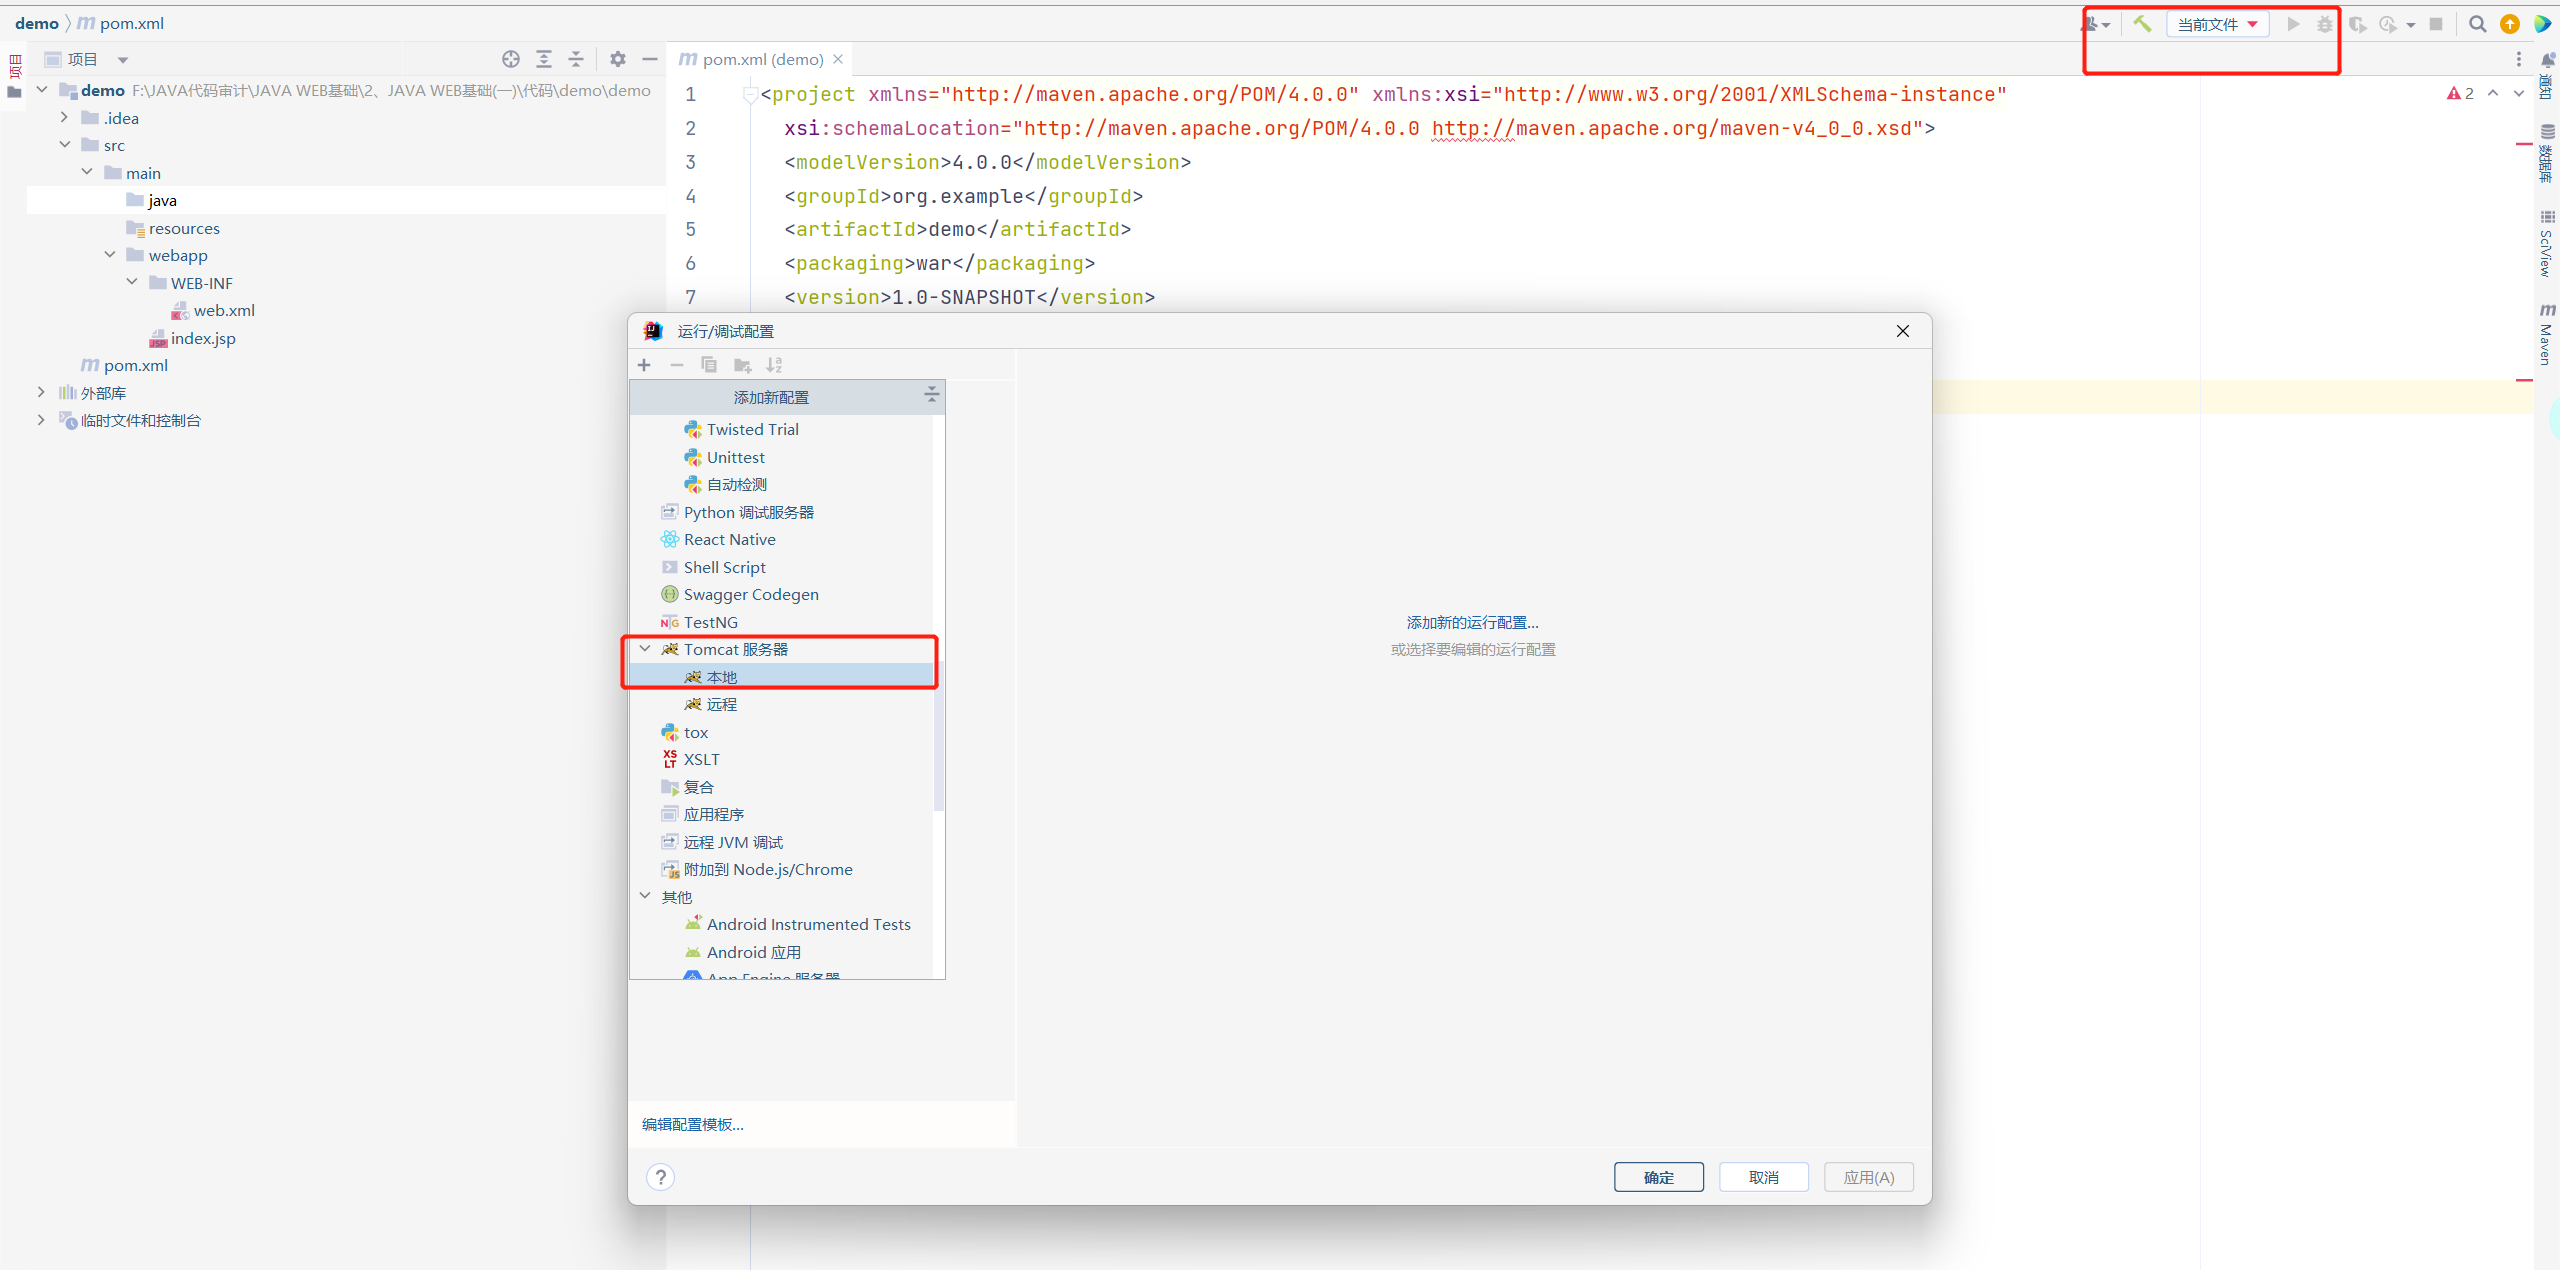 demo pom.xml
当前文件
项目
项目
pom.xml (demo)
demo F:\JAVA代码审计\JAVA WEB基础\2、JAVA WEB基础(一)\代码\demo\demo
.idea
src
main
java
resources
webapp
WEB-INF
web.xml
index.jsp
pom.xml
外部库
临时文件和控制台
1 <project xmlns="http://maven.apache.org/POM/4.0.0" xmlns:xsi="http://www.w3.org/2001/XMLSchema-instance"
2 xsi:schemaLocation="http://maven.apache.org/POM/4.0.0 http://maven.apache.org/maven-v4_0_0.xsd">
3 <modelVersion>4.0.0</modelVersion>
4 <groupId>org.example</groupId>
5 <artifactId>demo</artifactId>
6 <packaging>war</packaging>
7 <version>1.0-SNAPSHOT</version>
2
通知
数据库
SciView
Maven
运行/调试配置
添加新配置
Twisted Trial
Unittest
自动检测
Python 调试服务器
React Native
Shell Script
Swagger Codegen
TestNG
Tomcat 服务器
本地
远程
tox
XSLT
复合
应用程序
远程 JVM 调试
附加到 Node.js/Chrome
其他
Android Instrumented Tests
Android 应用
App Engine 服务器
添加新的运行配置...
或选择要编辑的运行配置
编辑配置模板...
?
确定
取消
应用(A)